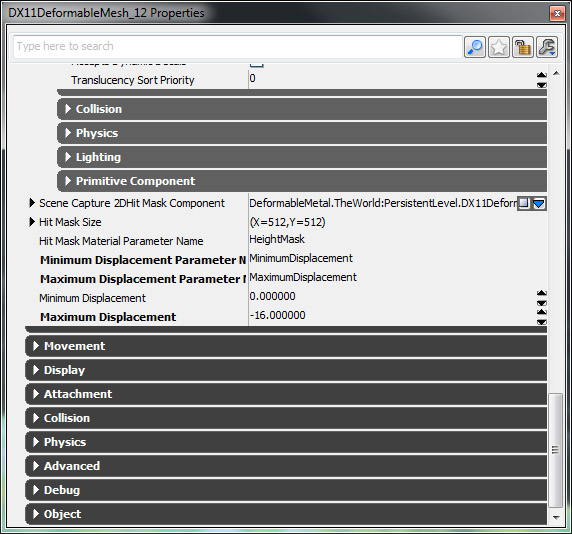 DX11DeformableMesh_12 Properties
Type here to search
Translucency Sort Priority 0
Collision
Physics
Lighting
Primitive Component
Scene Capture 2DHit Mask Component DeformableMetal.TheWorld:PersistentLevel.DX11Deform
Hit Mask Size (X=512,Y=512)
Hit Mask Material Parameter Name HeightMask
Minimum Displacement Parameter N MinimumDisplacement
Maximum Displacement Parameter N MaximumDisplacement
Minimum Displacement 0.000000
Maximum Displacement -16.000000
Movement
Display
Attachment
Collision
Physics
Advanced
Debug
Object